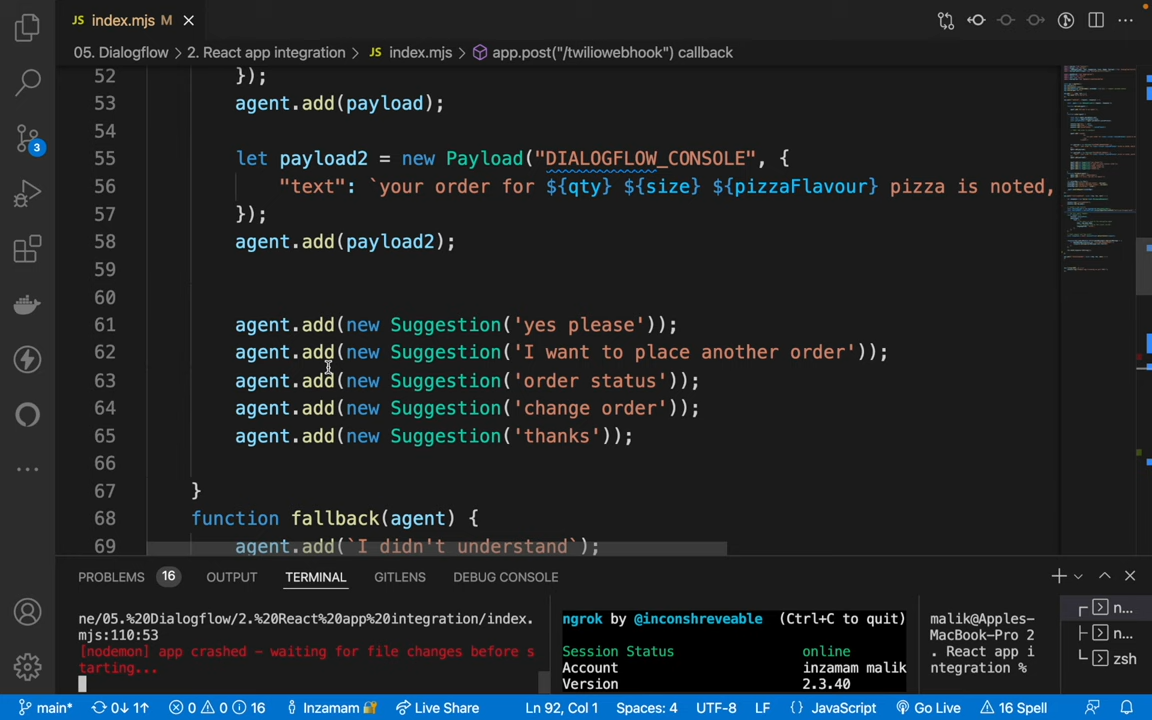 index.mjs M
05. Dialogflow > 2. React app integration > index.mjs > app.post("/twiliowebhook") callback
52 });
53 agent.add(payload);
54
55 let payload2 = new Payload("DIALOGFLOW_CONSOLE", {
56 "text": `your order for ${qty} ${size} ${pizzaFlavour} pizza is noted,
57 });
58 agent.add(payload2);
59
60
61 agent.add(new Suggestion('yes please'));
62 agent.add(new Suggestion('I want to place another order'));
63 agent.add(new Suggestion('order status'));
64 agent.add(new Suggestion('change order'));
65 agent.add(new Suggestion('thanks'));
66
67 }
68 function fallback(agent) {
69 agent.add(`I didn't understand`);
3
PROBLEMS 16 OUTPUT TERMINAL GITLENS DEBUG CONSOLE
ne/05.%20Dialogflow/2.%20React%20app%20integration/index.
mjs:110:53
[nodemon] app crashed - waiting for file changes before s
tarting...
ngrok by @inconshreveable (Ctrl+C to quit)
Session Status online
Account inzamam malik
Version 2.3.40
malik@Apples-
MacBook-Pro 2
. React app i
ntegration %
n...
n...
zsh
main* 0↓ 1↑ 0 0 16 Inzamam Live Share Ln 92, Col 1 Spaces: 4 UTF-8 LF {} JavaScript Go Live 16 Spell